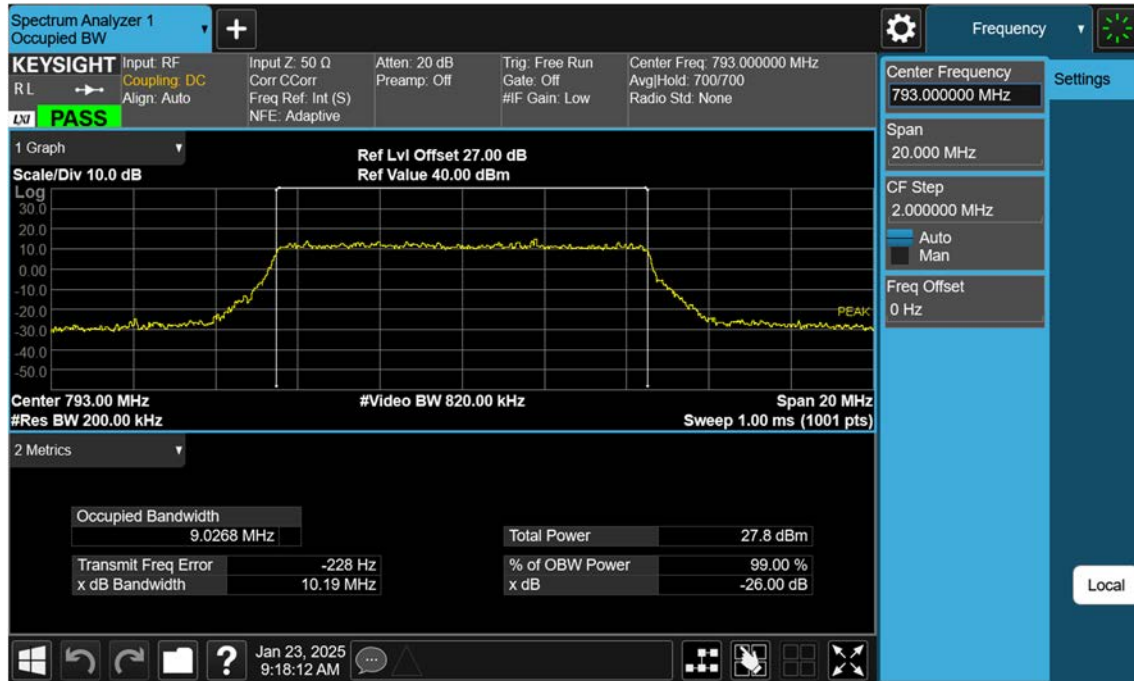 Spectrum Analyzer 1
Occupied BW
Frequency
KEYSIGHT
RL
LXI
PASS
Input: RF
Coupling: DC
Align: Auto
Input Z: 50 Ω
Corr CCorr
Freq Ref: Int (S)
NFE: Adaptive
Atten: 20 dB
Preamp: Off
Trig: Free Run
Gate: Off
#IF Gain: Low
Center Freq: 793.000000 MHz
Avg|Hold: 700/700
Radio Std: None
Center Frequency
793.000000 MHz
Settings
Span
20.000 MHz
CF Step
2.000000 MHz
Auto
Man
Freq Offset
0 Hz
Local
1 Graph
Ref Lvl Offset 27.00 dB
Scale/Div 10.0 dB
Ref Value 40.00 dBm
Log
30.0
20.0
10.0
0.00
-10.0
-20.0
-30.0
-40.0
-50.0
PEAK
Center 793.00 MHz
#Video BW 820.00 kHz
Span 20 MHz
#Res BW 200.00 kHz
Sweep 1.00 ms (1001 pts)
2 Metrics
Occupied Bandwidth
9.0268 MHz
Total Power 27.8 dBm
Transmit Freq Error -228 Hz
% of OBW Power 99.00 %
x dB Bandwidth 10.19 MHz
x dB -26.00 dB
?
Jan 23, 2025
9:18:12 AM